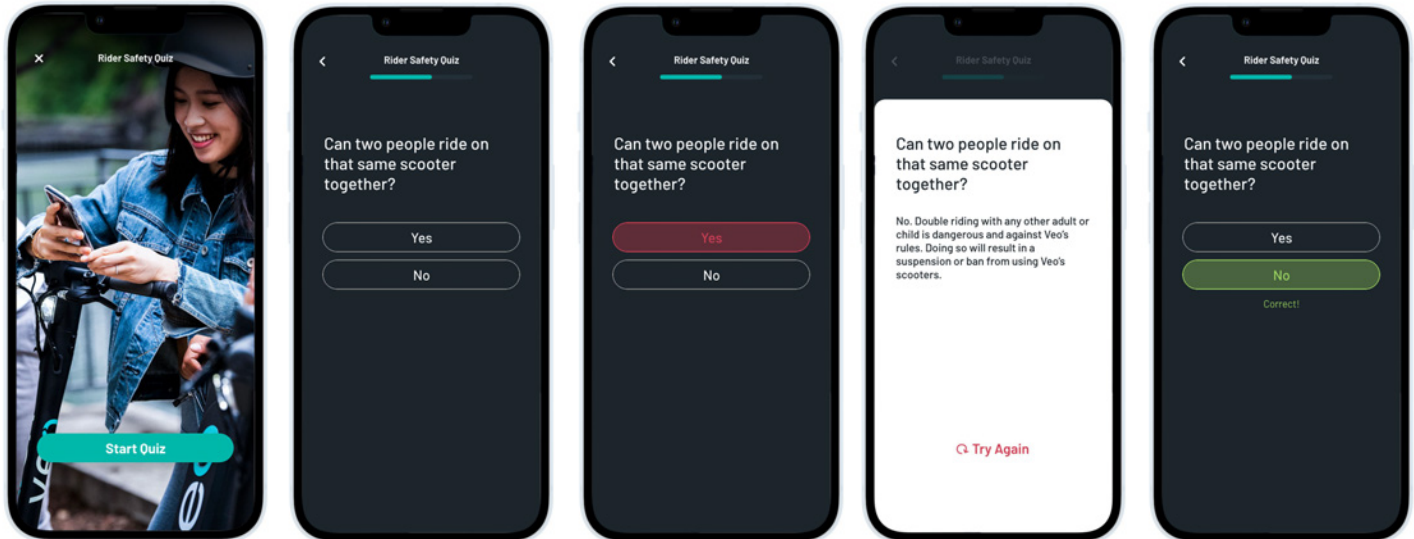 Rider Safety Quiz
veo
veo
Start Quiz
Rider Safety Quiz
Can two people ride on
that same scooter
together?
Yes
No
Rider Safety Quiz
Can two people ride on
that same scooter
together?
Yes
No
Rider Safety Quiz
Can two people ride on
that same scooter
together?
No. Double riding with any other adult or
child is dangerous and against Veo's
rules. Doing so will result in a
suspension or ban from using Veo's
scooters.
Try Again
Rider Safety Quiz
Can two people ride on
that same scooter
together?
Yes
No
Correct!